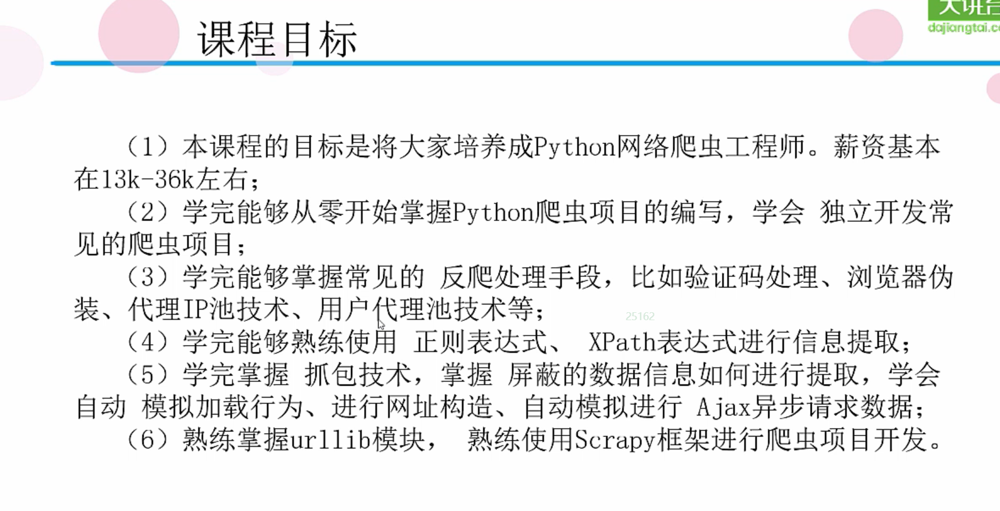 大讲台
dajiangtai.c
课程目标
(1)本课程的目标是将大家培养成Python网络爬虫工程师。薪资基本
在13k-36k左右;
(2)学完能够从零开始掌握Python爬虫项目的编写,学会 独立开发常
见的爬虫项目;
(3)学完能够掌握常见的 反爬处理手段,比如验证码处理、浏览器伪
装、代理IP池技术、用户代理池技术等;
25162
(4)学完能够熟练使用 正则表达式、 XPath表达式进行信息提取;
(5)学完掌握 抓包技术,掌握 屏蔽的数据信息如何进行提取,学会
自动 模拟加载行为、进行网址构造、自动模拟进行 Ajax异步请求数据;
(6)熟练掌握urllib模块, 熟练使用Scrapy框架进行爬虫项目开发。